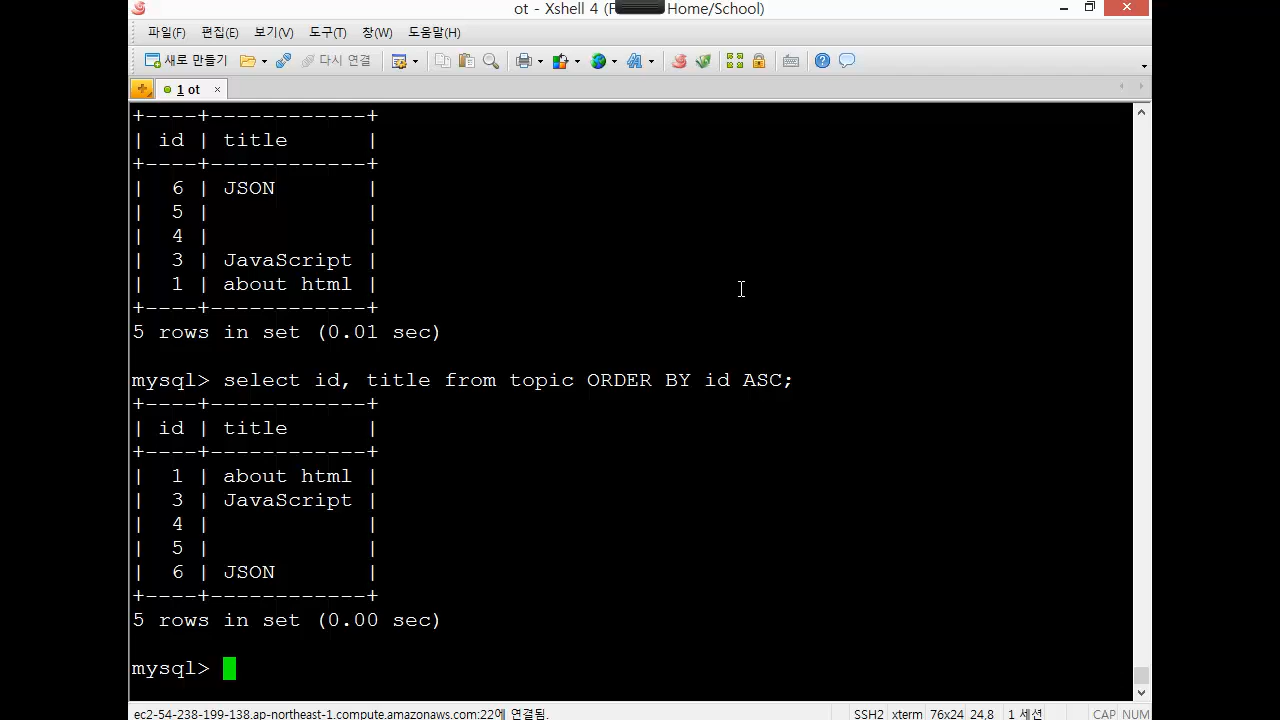 ot - Xshell 4 (F Home/School)
파일(F) 편집(E) 보기(V) 도구(T) 창(W) 도움말(H)
새로 만들기 다시 연결
1 ot
+----+------------+
| id | title      |
+----+------------+
|  6 | JSON       |
|  5 |            |
|  4 |            |
|  3 | JavaScript |
|  1 | about html |
+----+------------+
5 rows in set (0.01 sec)
mysql> select id, title from topic ORDER BY id ASC;
+----+------------+
| id | title      |
+----+------------+
|  1 | about html |
|  3 | JavaScript |
|  4 |            |
|  5 |            |
|  6 | JSON       |
+----+------------+
5 rows in set (0.00 sec)
mysql>
ec2-54-238-199-138.ap-northeast-1.compute.amazonaws.com:22에 연결됨. SSH2 xterm 76x24 24,8 1 세션 CAP NUM